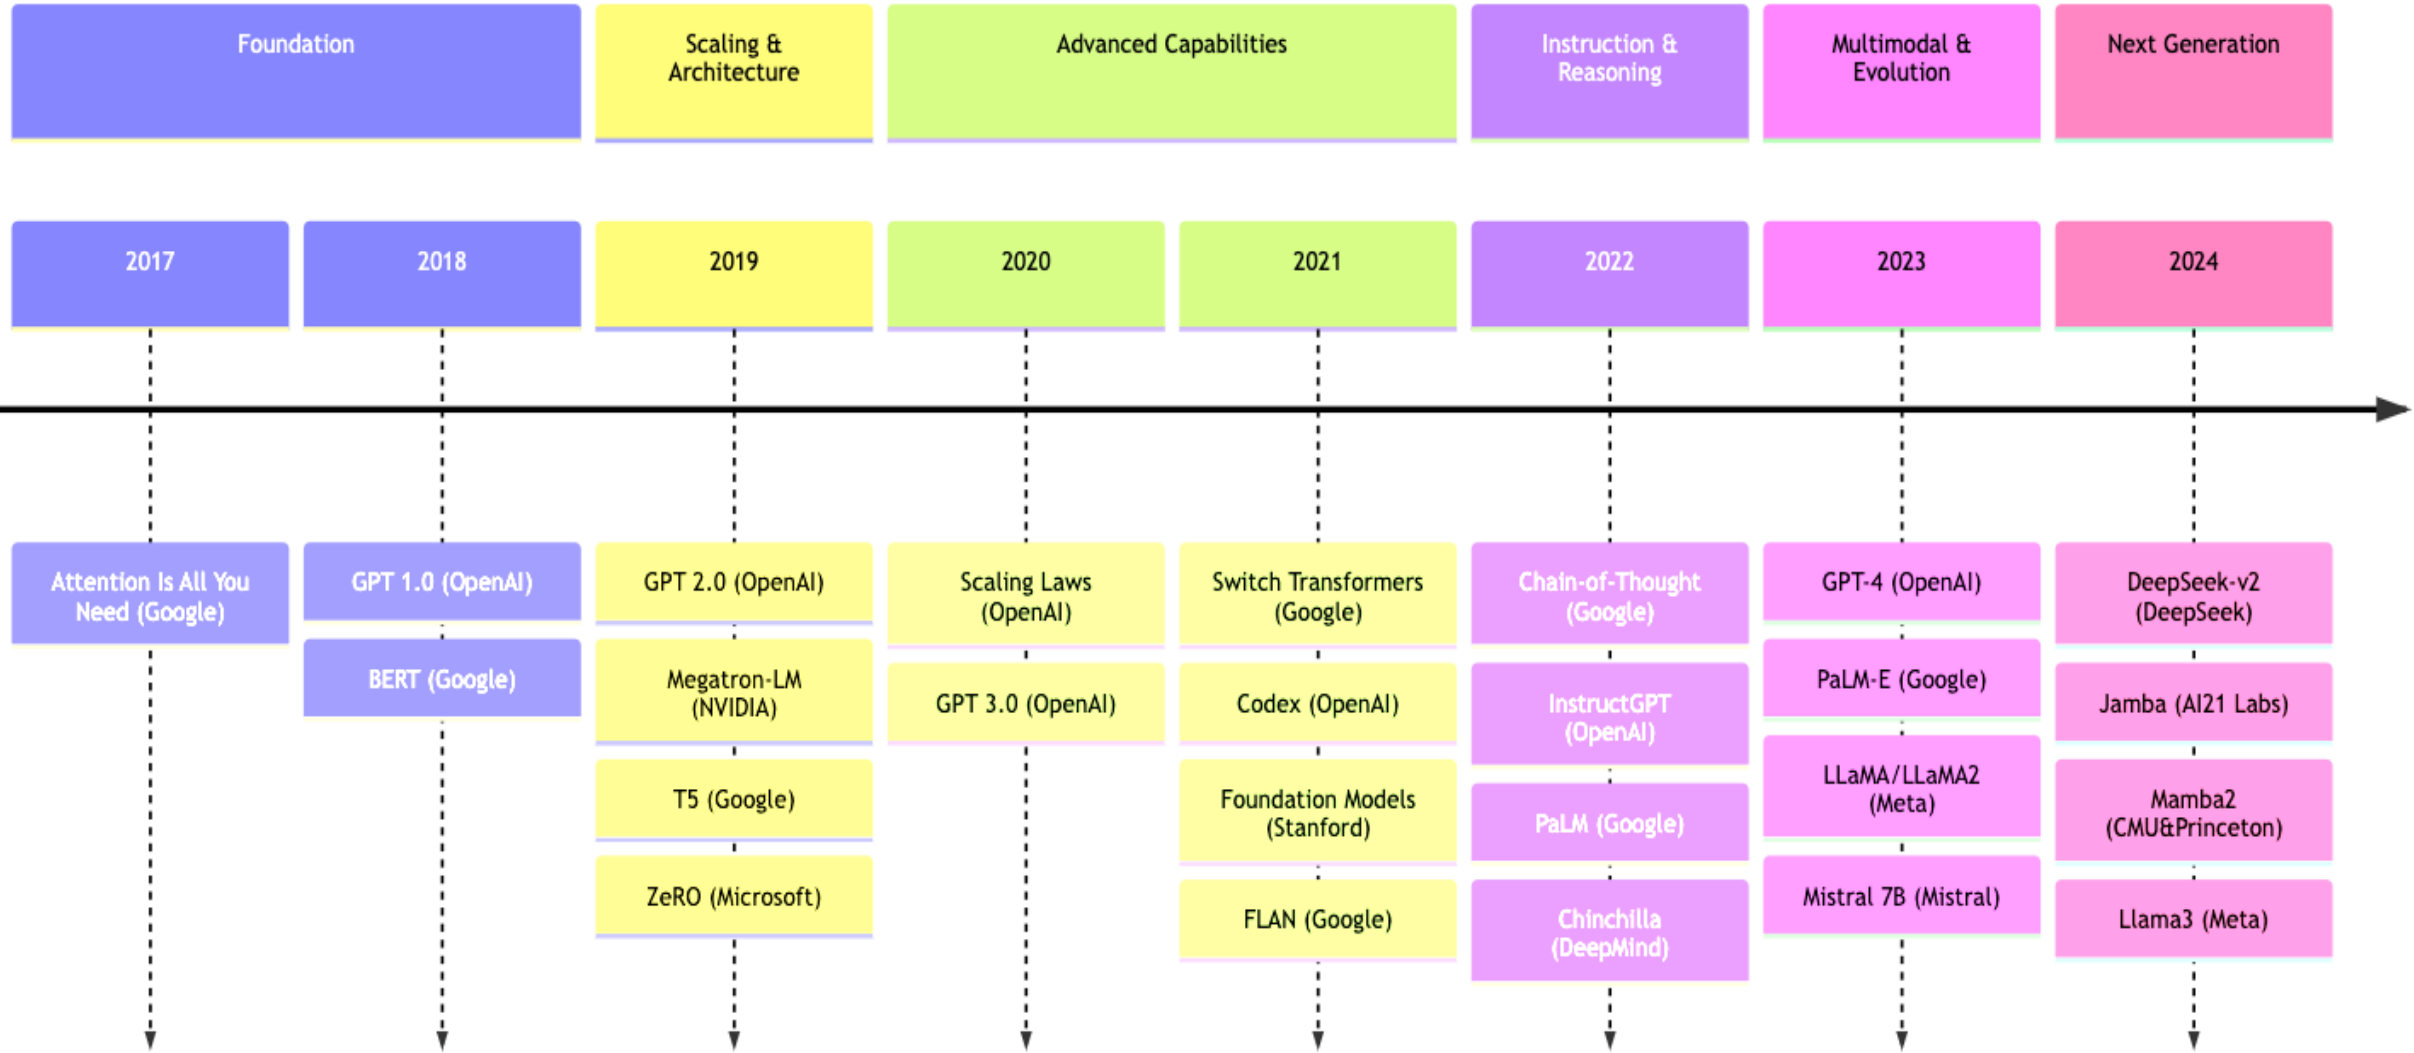 Foundation
Scaling &
Architecture
Advanced Capabilities
Instruction &
Reasoning
Multimodal &
Evolution
Next Generation
2017
2018
2019
2020
2021
2022
2023
2024
Attention Is All You
Need (Google)
GPT 1.0 (OpenAI)
BERT (Google)
GPT 2.0 (OpenAI)
Megatron-LM
(NVIDIA)
T5 (Google)
ZeRO (Microsoft)
Scaling Laws
(OpenAI)
GPT 3.0 (OpenAI)
Switch Transformers
(Google)
Codex (OpenAI)
Foundation Models
(Stanford)
FLAN (Google)
Chain-of-Thought
(Google)
InstructGPT
(OpenAI)
PaLM (Google)
Chinchilla
(DeepMind)
GPT-4 (OpenAI)
PaLM-E (Google)
LLaMA/LLaMA2
(Meta)
Mistral 7B (Mistral)
DeepSeek-v2
(DeepSeek)
Jamba (AI21 Labs)
Mamba2
(CMU&Princeton)
Llama3 (Meta)